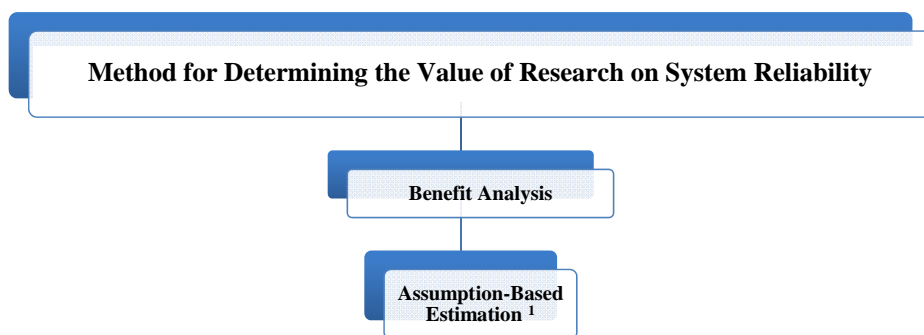 Method for Determining the Value of Research on System Reliability
Benefit Analysis
Assumption-Based
Estimation ¹